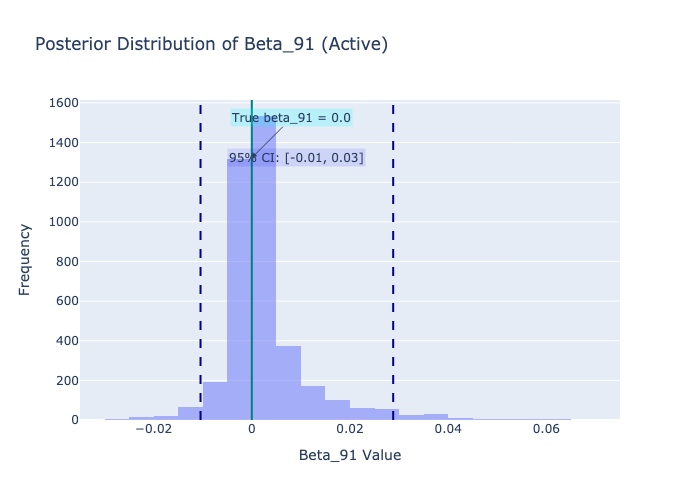 Posterior Distribution of Beta_91 (Active)
1600
1400
1200
1000
800
600
400
200
0
Frequency
True beta_91 = 0.0
95% CI: [-0.01, 0.03]
−0.02
0
0.02
0.04
0.06
Beta_91 Value